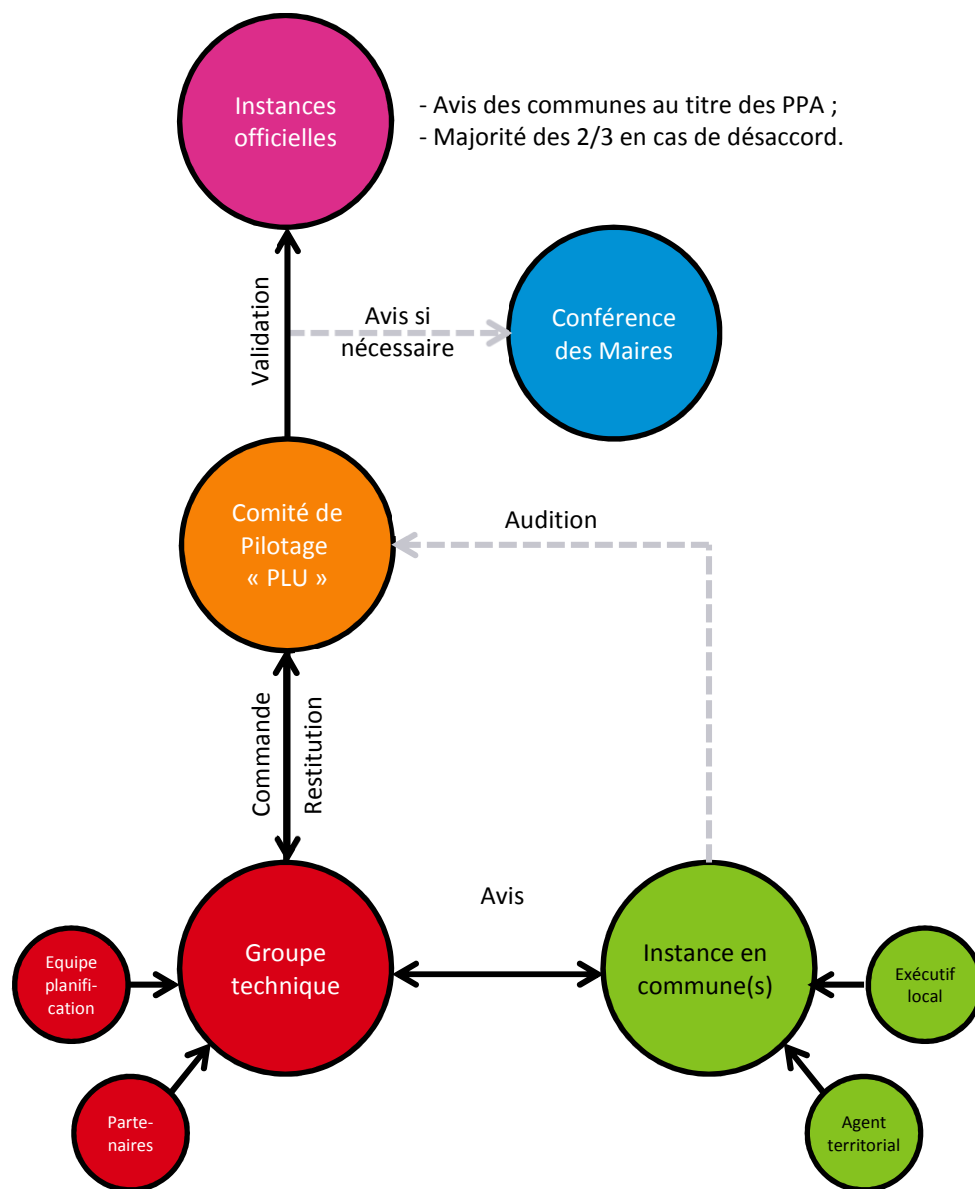 Instances
officielles
- Avis des communes au titre des PPA ;
- Majorité des 2/3 en cas de désaccord.
Validation
Avis si
nécessaire
Conférence
des Maires
Comité de
Pilotage
« PLU »
Audition
Commande
Restitution
Avis
Groupe
technique
Instance en
commune(s)
Equipe
planifi-
cation
Exécutif
local
Parte-
naires
Agent
territorial